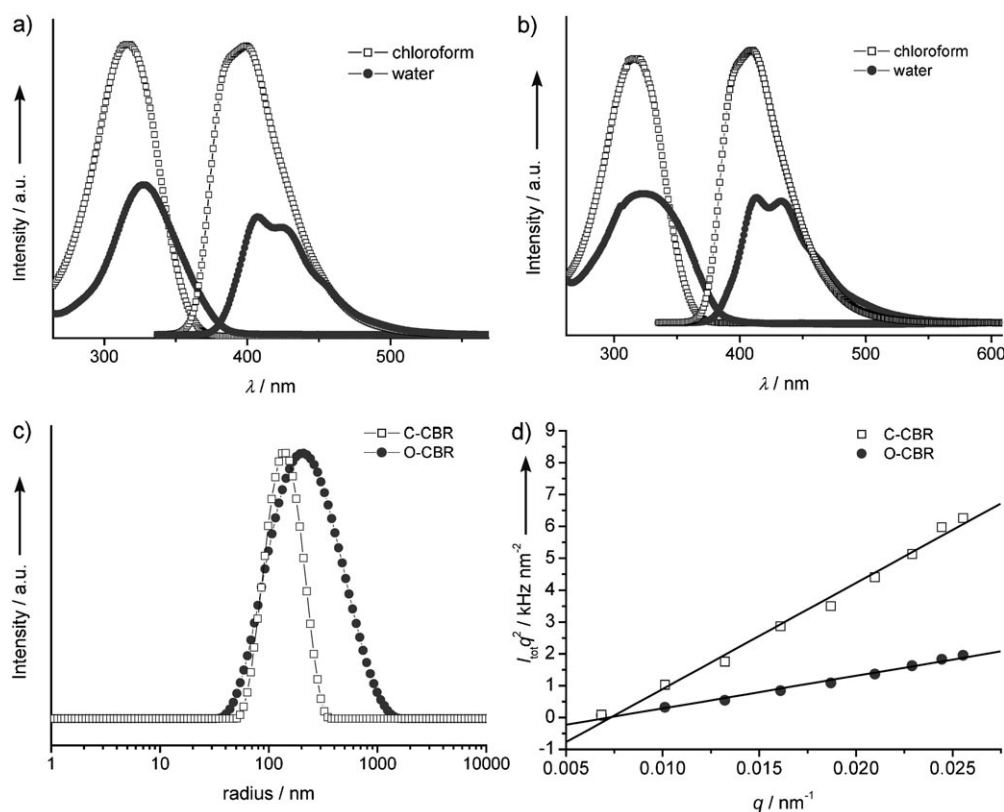 a)
chloroform
water
Intensity / a.u.
300
400
500
λ / nm
b)
chloroform
water
Intensity / a.u.
300
400
500
600
λ / nm
c)
C-CBR
O-CBR
Intensity / a.u.
1
10
100
1000
10000
radius / nm
d)
9
8
7
6
5
4
3
2
1
0
-1
C-CBR
O-CBR
I_tot q² / kHz nm⁻²
0.005
0.010
0.015
0.020
0.025
q / nm⁻¹